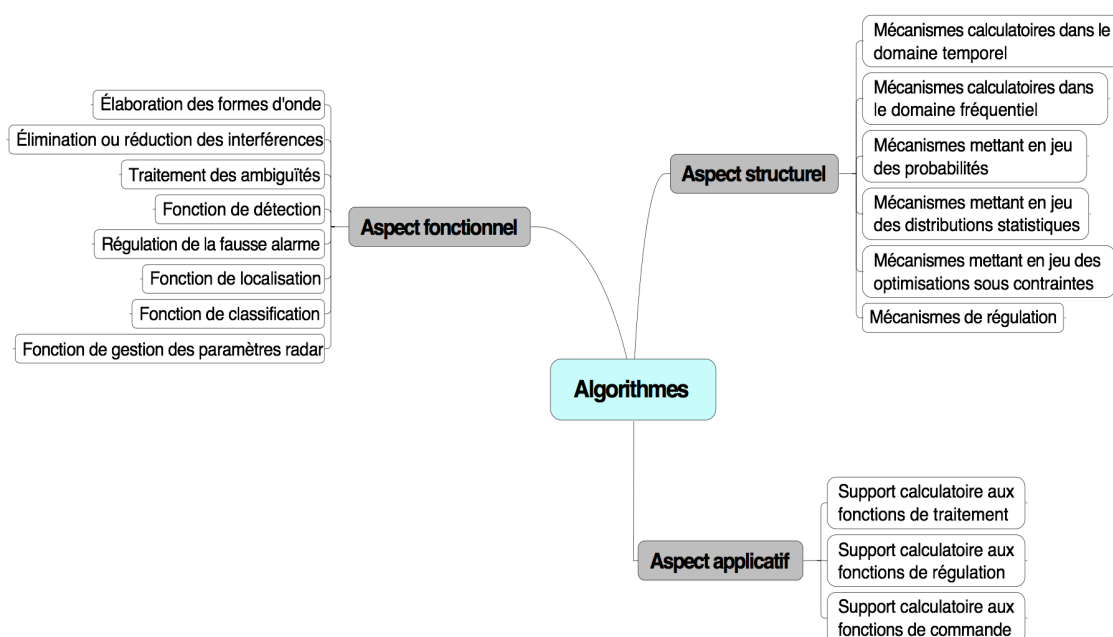 Élaboration des formes d'onde
Élimination ou réduction des interférences
Traitement des ambiguïtés
Fonction de détection
Régulation de la fausse alarme
Fonction de localisation
Fonction de classification
Fonction de gestion des paramètres radar
Aspect fonctionnel
Aspect structurel
Mécanismes calculatoires dans le
domaine temporel
Mécanismes calculatoires dans
le domaine fréquentiel
Mécanismes mettant en jeu
des probabilités
Mécanismes mettant en jeu
des distributions statistiques
Mécanismes mettant en jeu des
optimisations sous contraintes
Mécanismes de régulation
Algorithmes
Aspect applicatif
Support calculatoire aux
fonctions de traitement
Support calculatoire aux
fonctions de régulation
Support calculatoire aux
fonctions de commande